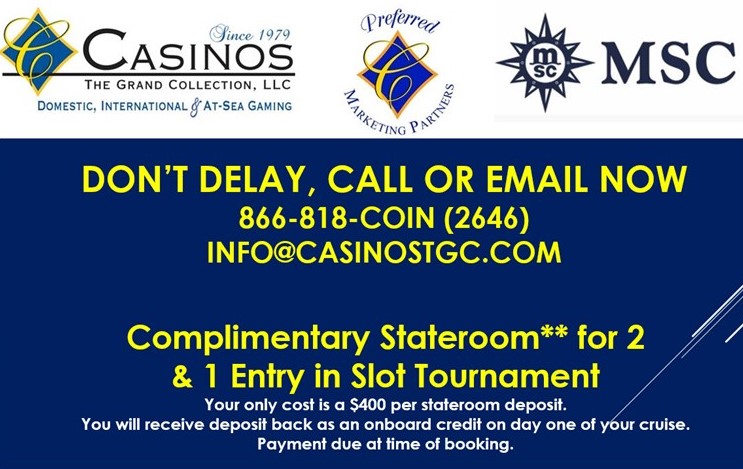 Since 1979
CASINOS
THE GRAND COLLECTION, LLC
DOMESTIC, INTERNATIONAL & AT-SEA GAMING
Preferred
MARKETING PARTNERS
msc
MSC
DON'T DELAY, CALL OR EMAIL NOW
866-818-COIN (2646)
INFO@CASINOSTGC.COM
Complimentary Stateroom** for 2
& 1 Entry in Slot Tournament
Your only cost is a $400 per stateroom deposit.
You will receive deposit back as an onboard credit on day one of your cruise.
Payment due at time of booking.